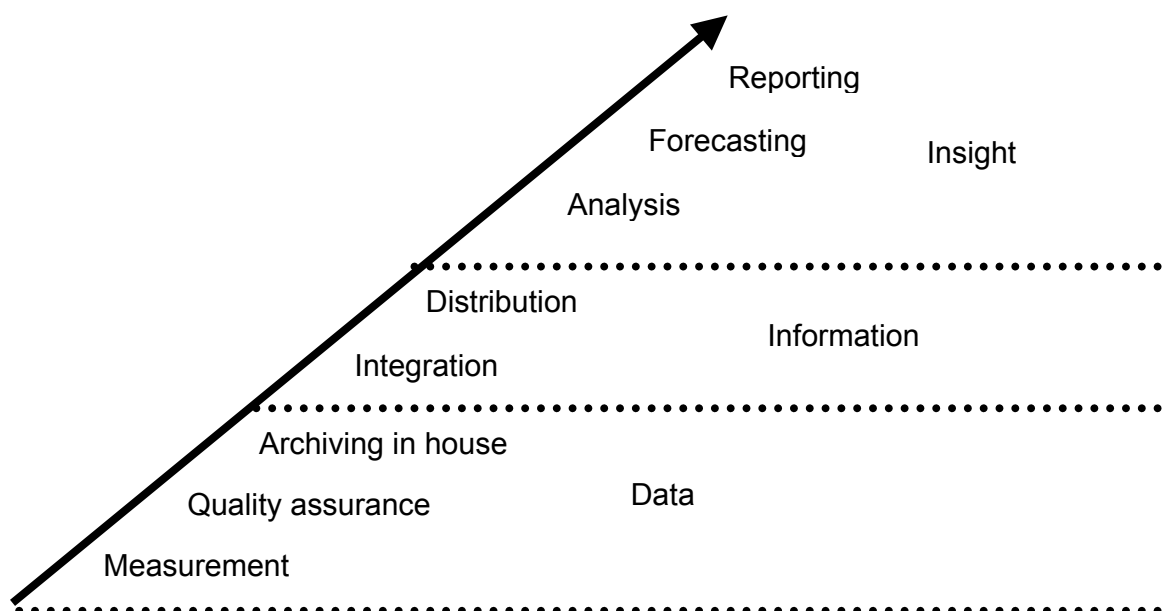 Reporting
Forecasting
Insight
Analysis
Distribution
Information
Integration
Archiving in house
Data
Quality assurance
Measurement